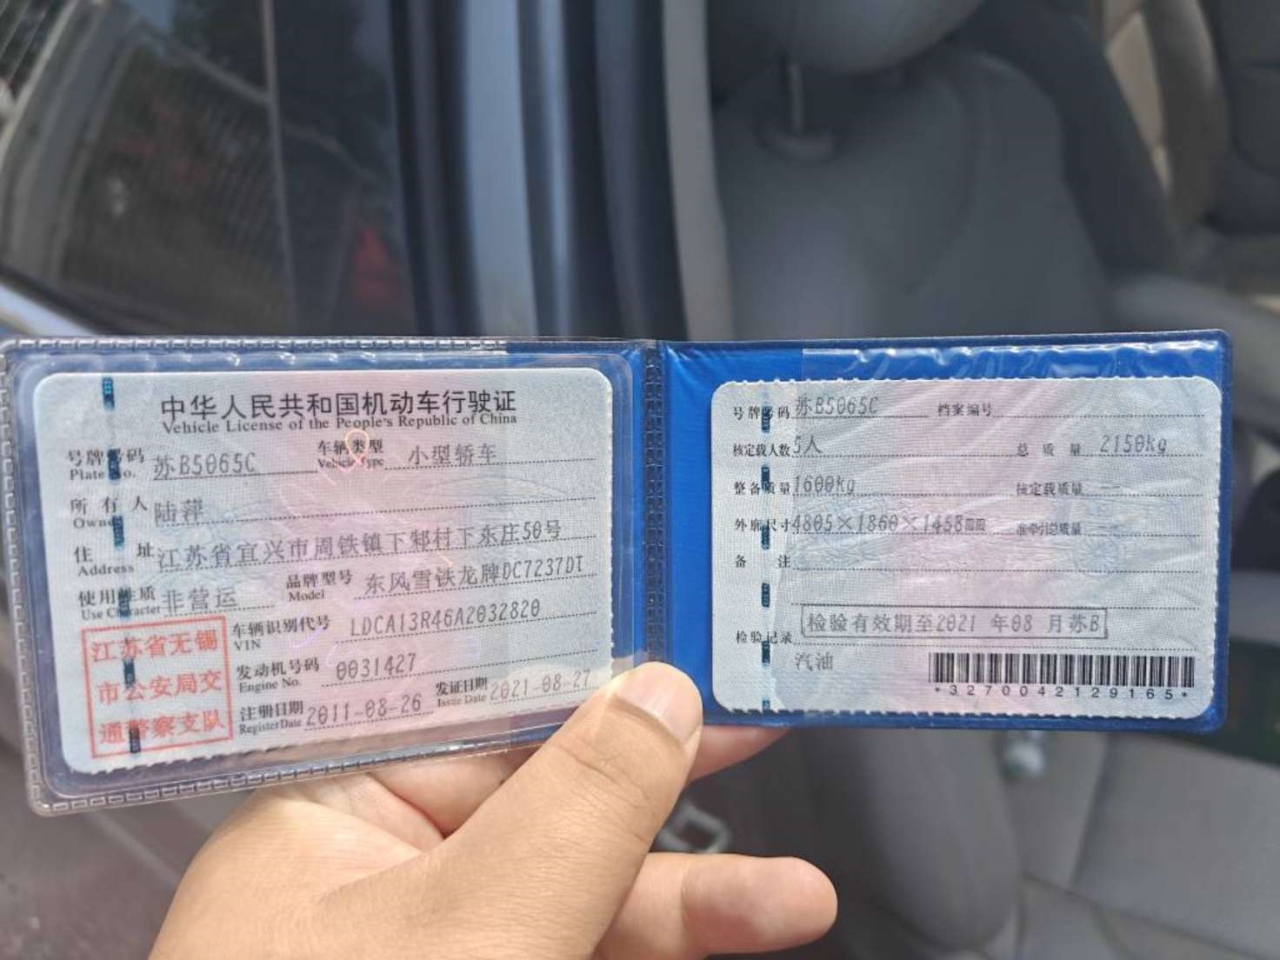 中华人民共和国机动车行驶证
Vehicle License of the People's Republic of China
号牌号码 苏B5065C 车辆类型 小型轿车
Plate No. Vehicle Type
所有人 陆萍
Owner
住址 江苏省宜兴市周铁镇下邾村下东庄50号
Address
使用性质 非营运 品牌型号 东风雪铁龙牌DC7237DT
Use Character Model
江苏省无锡
市公安局交
通警察支队
车辆识别代号 LDCA13R46A2032820
VIN
发动机号码 0031427
Engine No.
注册日期 2011-08-26 发证日期 2021-08-27
Register Date Issue Date
号牌号码 苏B5065C 档案编号
核定载人数 5人 总质量 2150kg
整备质量 1600kg 核定载质量 --
外廓尺寸 4805×1860×1458mm 准牵引总质量 --
备注
检验记录 检验有效期至2021 年08 月苏B
汽油
*3270042129165*